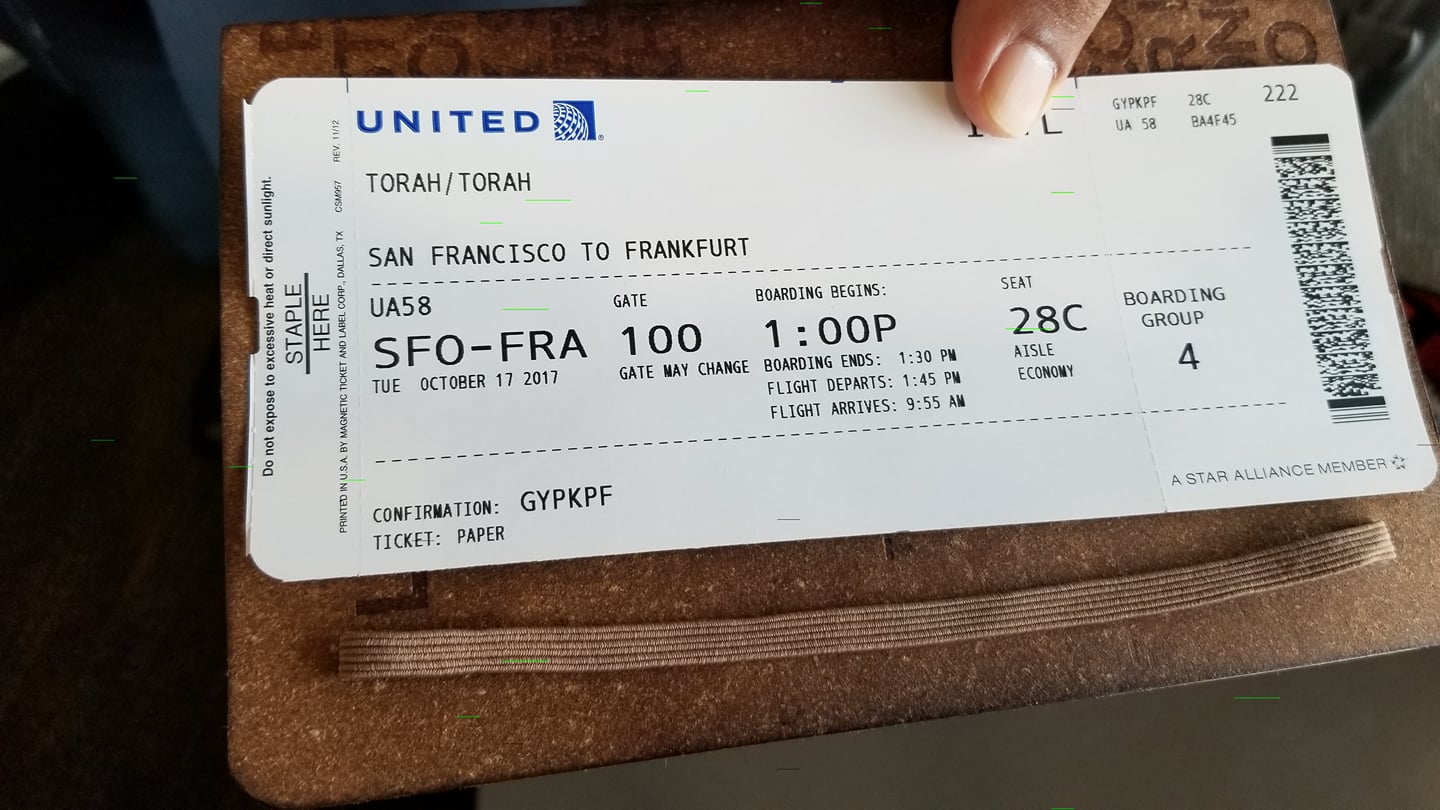 UNITED
TORAH/TORAH
SAN FRANCISCO TO FRANKFURT
UA58
SFO-FRA
TUE OCTOBER 17 2017
GATE
100
GATE MAY CHANGE
BOARDING BEGINS:
1:00P
BOARDING ENDS: 1:30 PM
FLIGHT DEPARTS: 1:45 PM
FLIGHT ARRIVES: 9:55 AM
SEAT
28C
AISLE
ECONOMY
BOARDING
GROUP
4
GYPKPF 28C 222
UA 58 BA4F45
CONFIRMATION: GYPKPF
TICKET: PAPER
A STAR ALLIANCE MEMBER
Do not expose to excessive heat or direct sunlight.
STAPLE
HERE
PRINTED IN U.S.A. BY MAGNETIC TICKET AND LABEL CORP., DALLAS, TX CSM957 REV. 11/12